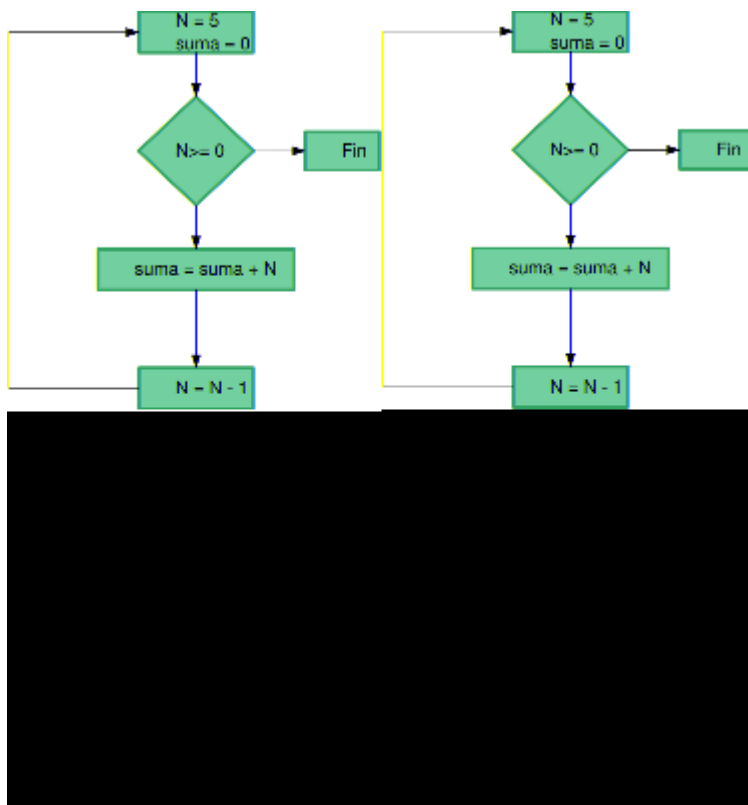 N = 5
suma = 0
N>= 0
Fin
suma = suma + N
N = N - 1
N = 5
suma = 0
N>= 0
Fin
suma = suma + N
N = N - 1